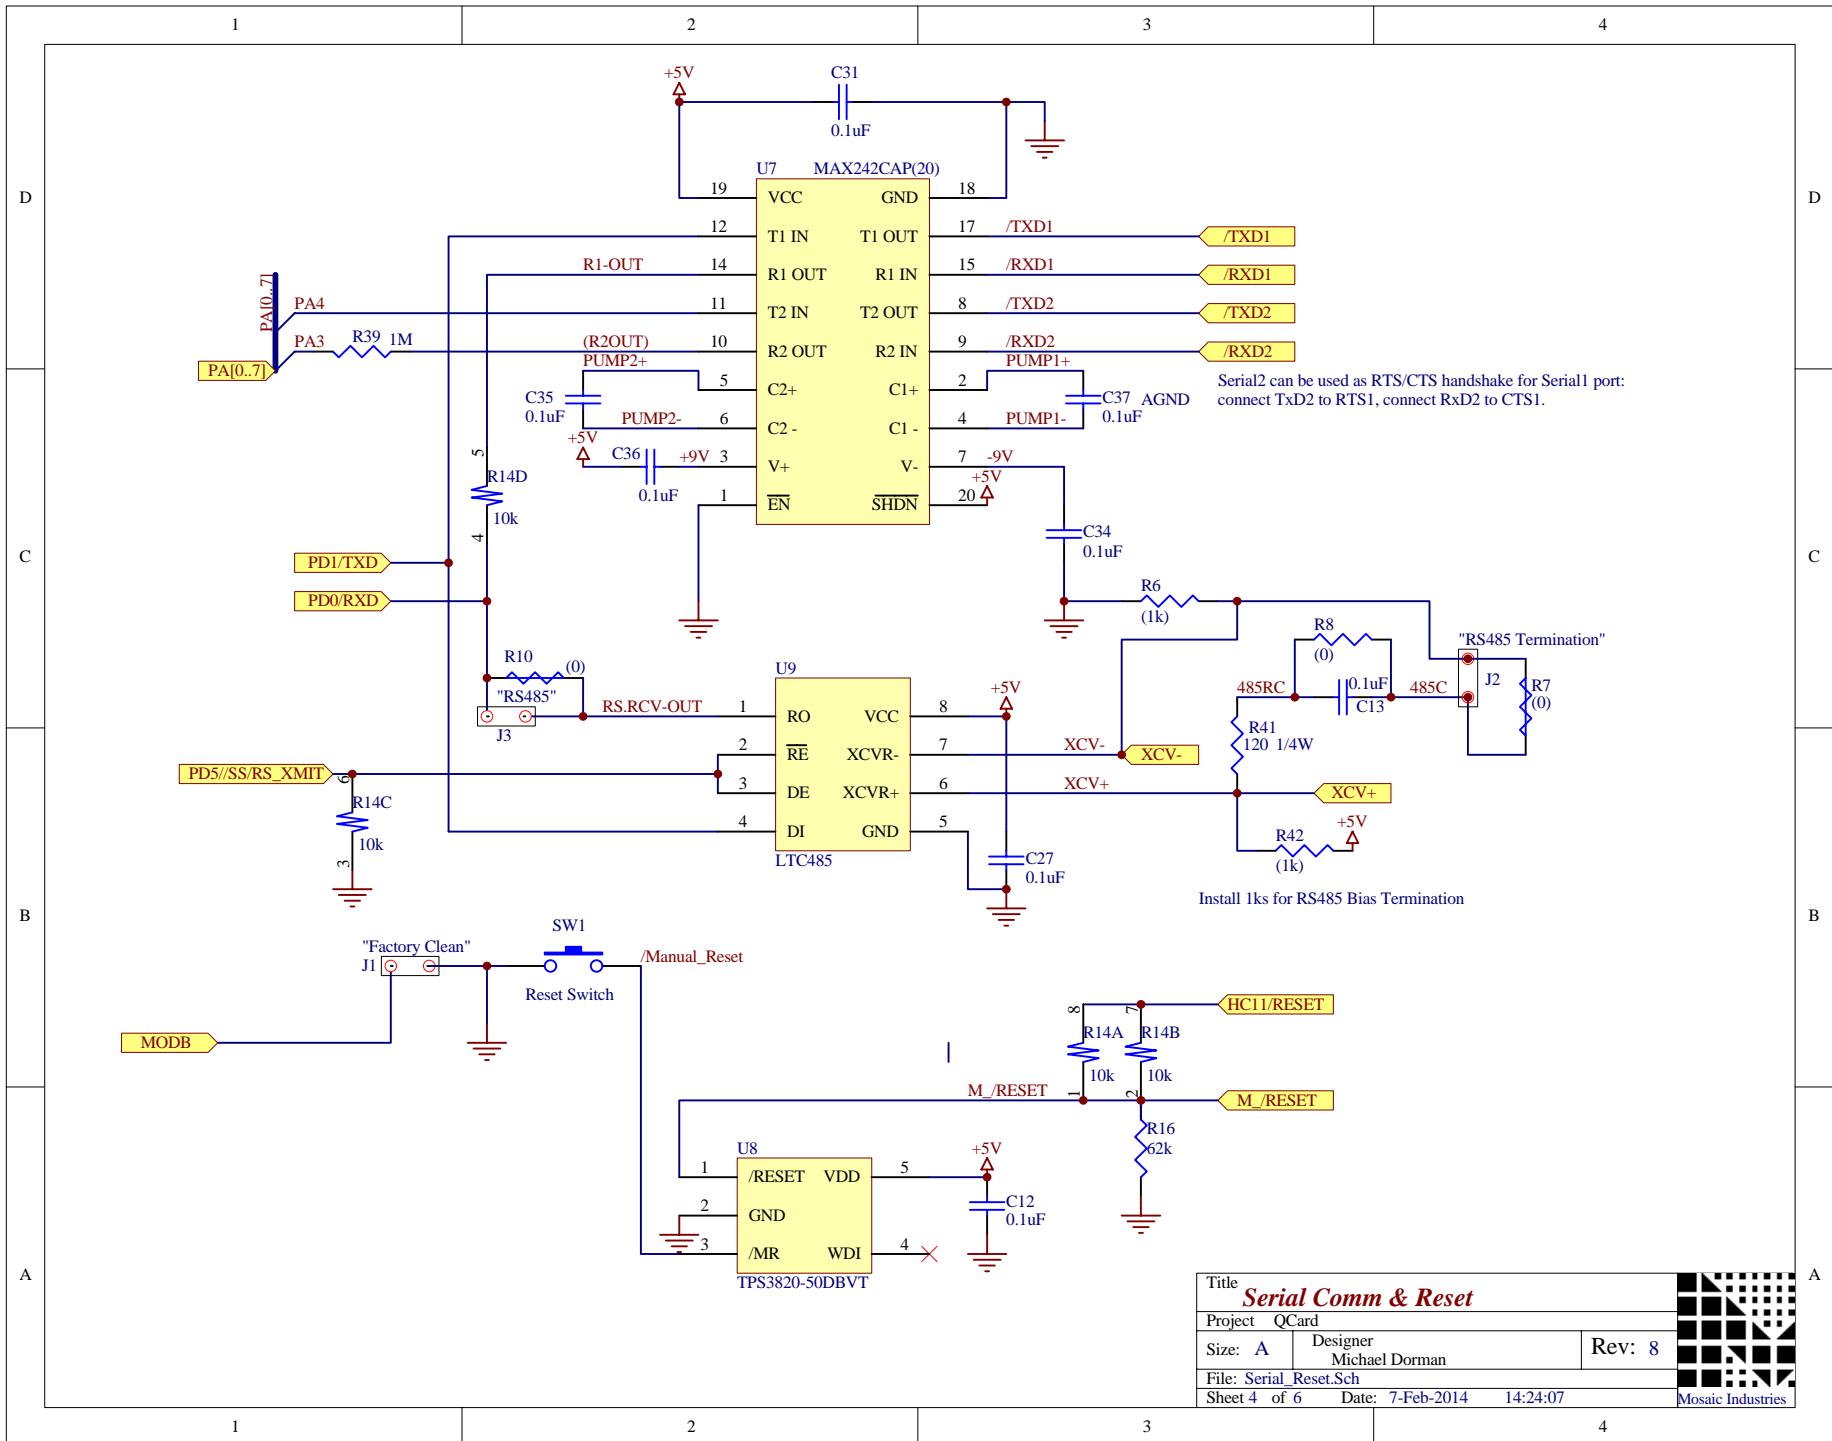 1 2 3 4
D D
C C
B B
A A
1 2 3 4
+5V
C31
0.1uF
U7 MAX242CAP(20)
19 VCC GND 18
12 T1 IN T1 OUT 17 /TXD1 /TXD1
R1-OUT 14 R1 OUT R1 IN 15 /RXD1 /RXD1
PA[0..7]
PA4 11 T2 IN T2 OUT 8 /TXD2 /TXD2
PA3 R39 1M (R2OUT) 10 R2 OUT R2 IN 9 /RXD2 /RXD2
PA[0..7]
PUMP2+ 5 C2+ C1+ 2 PUMP1+
C35
0.1uF
C37
0.1uF
AGND
Serial2 can be used as RTS/CTS handshake for Serial1 port:
connect TxD2 to RTS1, connect RxD2 to CTS1.
PUMP2- 6 C2 - C1 - 4 PUMP1-
+5V
C36
0.1uF
+9V 3 V+ V- 7 -9V
1 EN SHDN 20 +5V
5
R14D
10k
4
C34
0.1uF
PD1/TXD
PD0/RXD
R6
(1k)
R8
(0)
"RS485 Termination"
J2
R7
(0)
485RC
0.1uF
C13
485C
R41
120 1/4W
R10
(0)
"RS485"
J3
RS.RCV-OUT
U9
1 RO VCC 8
+5V
2 RE XCVR- 7 XCV- XCV-
3 DE XCVR+ 6 XCV+ XCV+
4 DI GND 5
LTC485
PD5//SS/RS_XMIT
6
R14C
10k
3
C27
0.1uF
R42
(1k)
+5V
Install 1ks for RS485 Bias Termination
"Factory Clean"
J1
SW1
Reset Switch
/Manual_Reset
MODB
HC11/RESET
8
R14A
10k
1
7
R14B
10k
2
M_/RESET
M_/RESET
R16
62k
U8
1 /RESET VDD 5
+5V
2 GND
3 /MR WDI 4
TPS3820-50DBVT
C12
0.1uF
Title
Serial Comm & Reset
Project QCard
Size: A
Designer
Michael Dorman
Rev: 8
File: Serial_Reset.Sch
Sheet 4 of 6 Date: 7-Feb-2014 14:24:07
Mosaic Industries